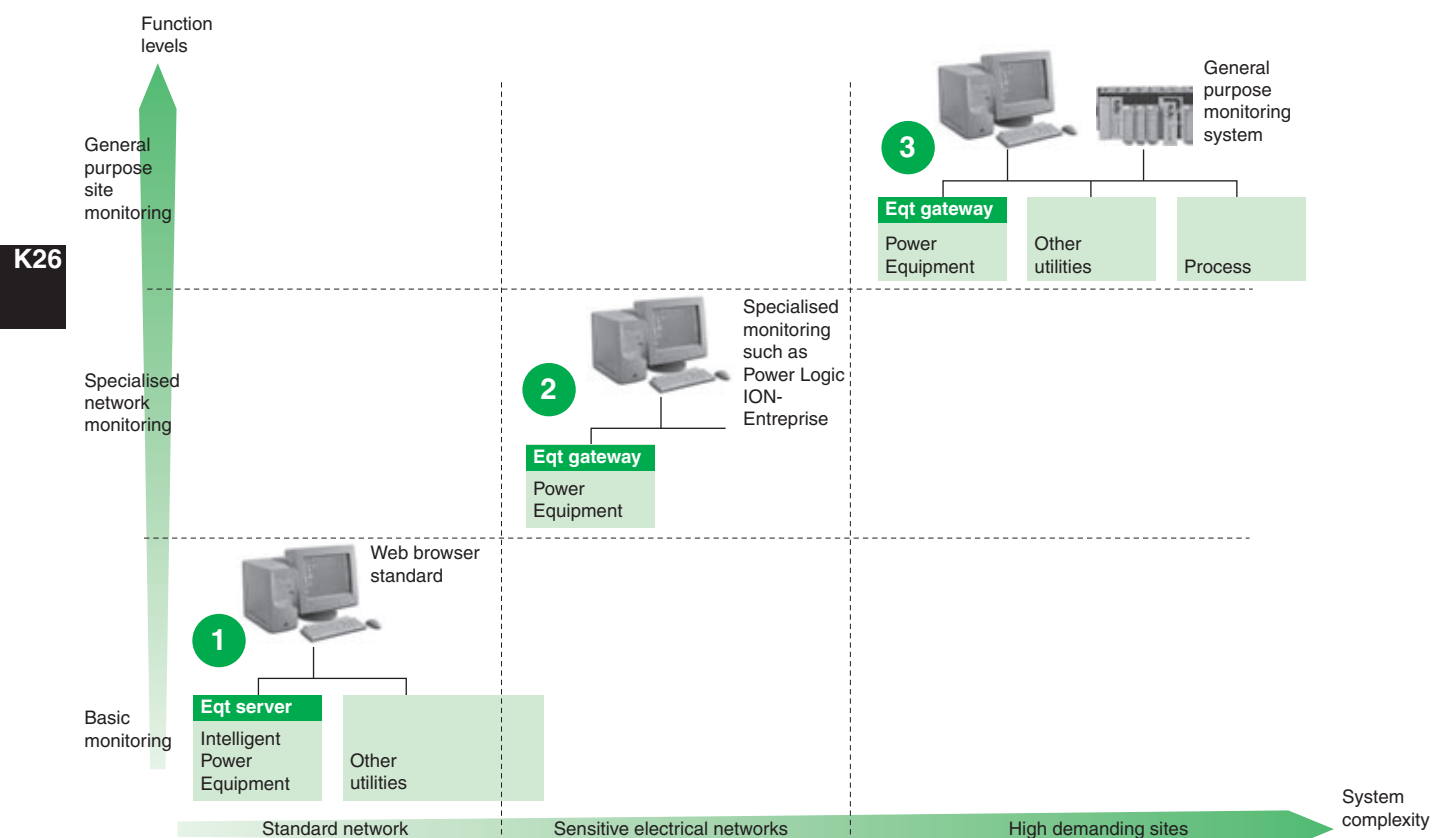 Function
levels
General
purpose
monitoring
system
3
General
purpose
site
monitoring
Eqt gateway
Power
Equipment
Other
utilities
Process
K26
Specialised
monitoring
such as
Power Logic
ION-
Entreprise
2
Specialised
network
monitoring
Eqt gateway
Power
Equipment
Web browser
standard
1
Basic
monitoring
Eqt server
Intelligent
Power
Equipment
Other
utilities
Standard network
Sensitive electrical networks
High demanding sites
System
complexity